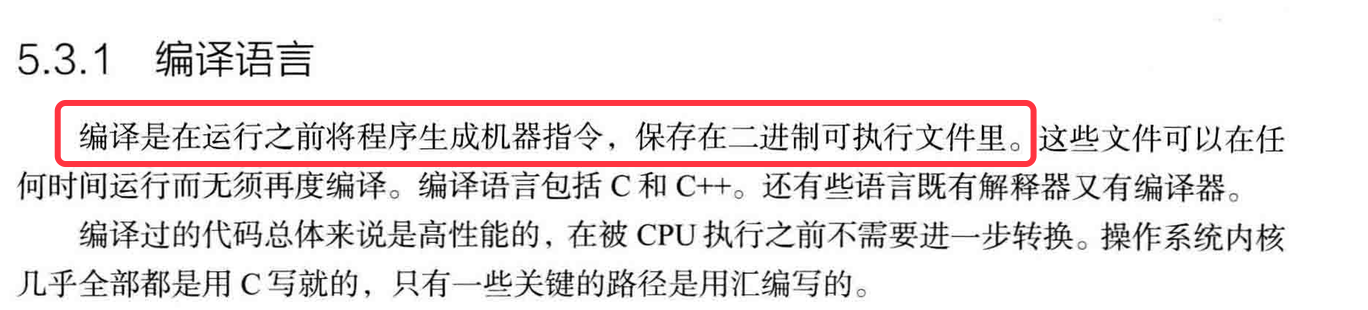 5.3.1 编译语言
编译是在运行之前将程序生成机器指令，保存在二进制可执行文件里。这些文件可以在任
何时间运行而无须再度编译。编译语言包括 C 和 C++。还有些语言既有解释器又有编译器。
编译过的代码总体来说是高性能的，在被 CPU 执行之前不需要进一步转换。操作系统内核
几乎全部都是用 C 写就的，只有一些关键的路径是用汇编写的。